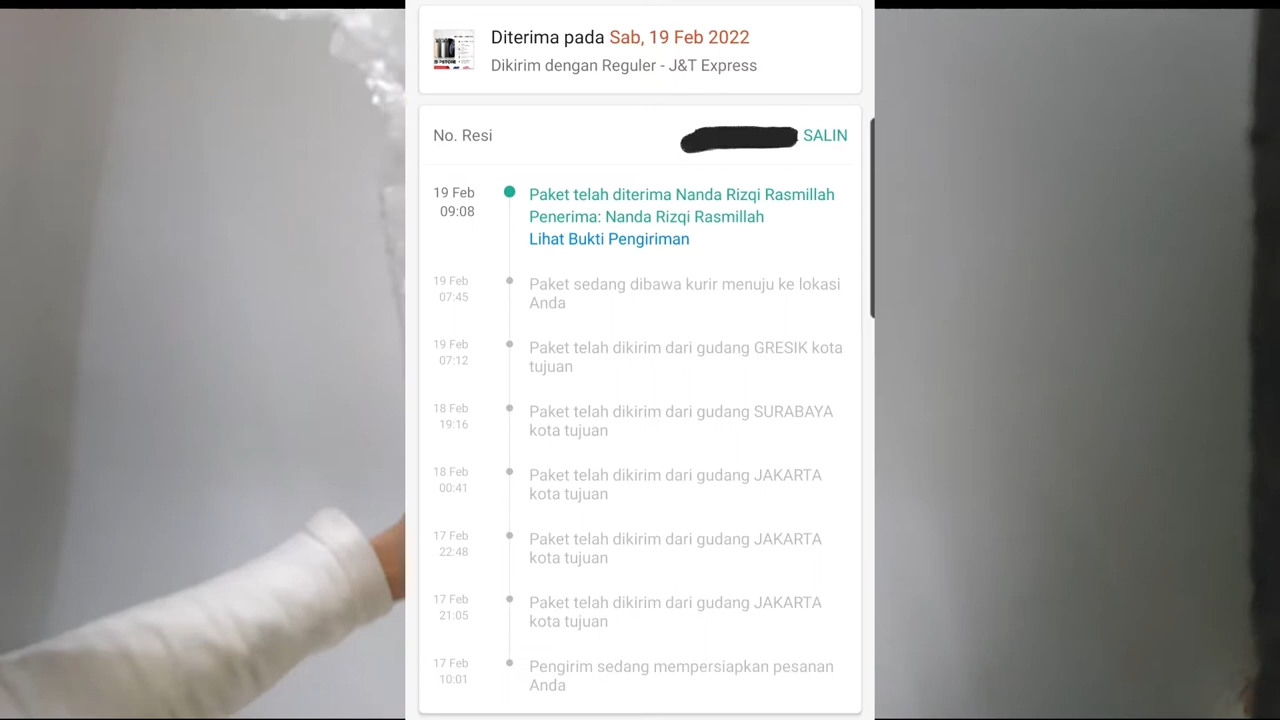 Diterima pada Sab, 19 Feb 2022
Dikirim dengan Reguler - J&T Express
No. Resi
SALIN
19 Feb
09:08
Paket telah diterima Nanda Rizqi Rasmillah
Penerima: Nanda Rizqi Rasmillah
Lihat Bukti Pengiriman
19 Feb
07:45
Paket sedang dibawa kurir menuju ke lokasi
Anda
19 Feb
07:12
Paket telah dikirim dari gudang GRESIK kota
tujuan
18 Feb
19:16
Paket telah dikirim dari gudang SURABAYA
kota tujuan
18 Feb
00:41
Paket telah dikirim dari gudang JAKARTA
kota tujuan
17 Feb
22:48
Paket telah dikirim dari gudang JAKARTA
kota tujuan
17 Feb
21:05
Paket telah dikirim dari gudang JAKARTA
kota tujuan
17 Feb
10:01
Pengirim sedang mempersiapkan pesanan
Anda